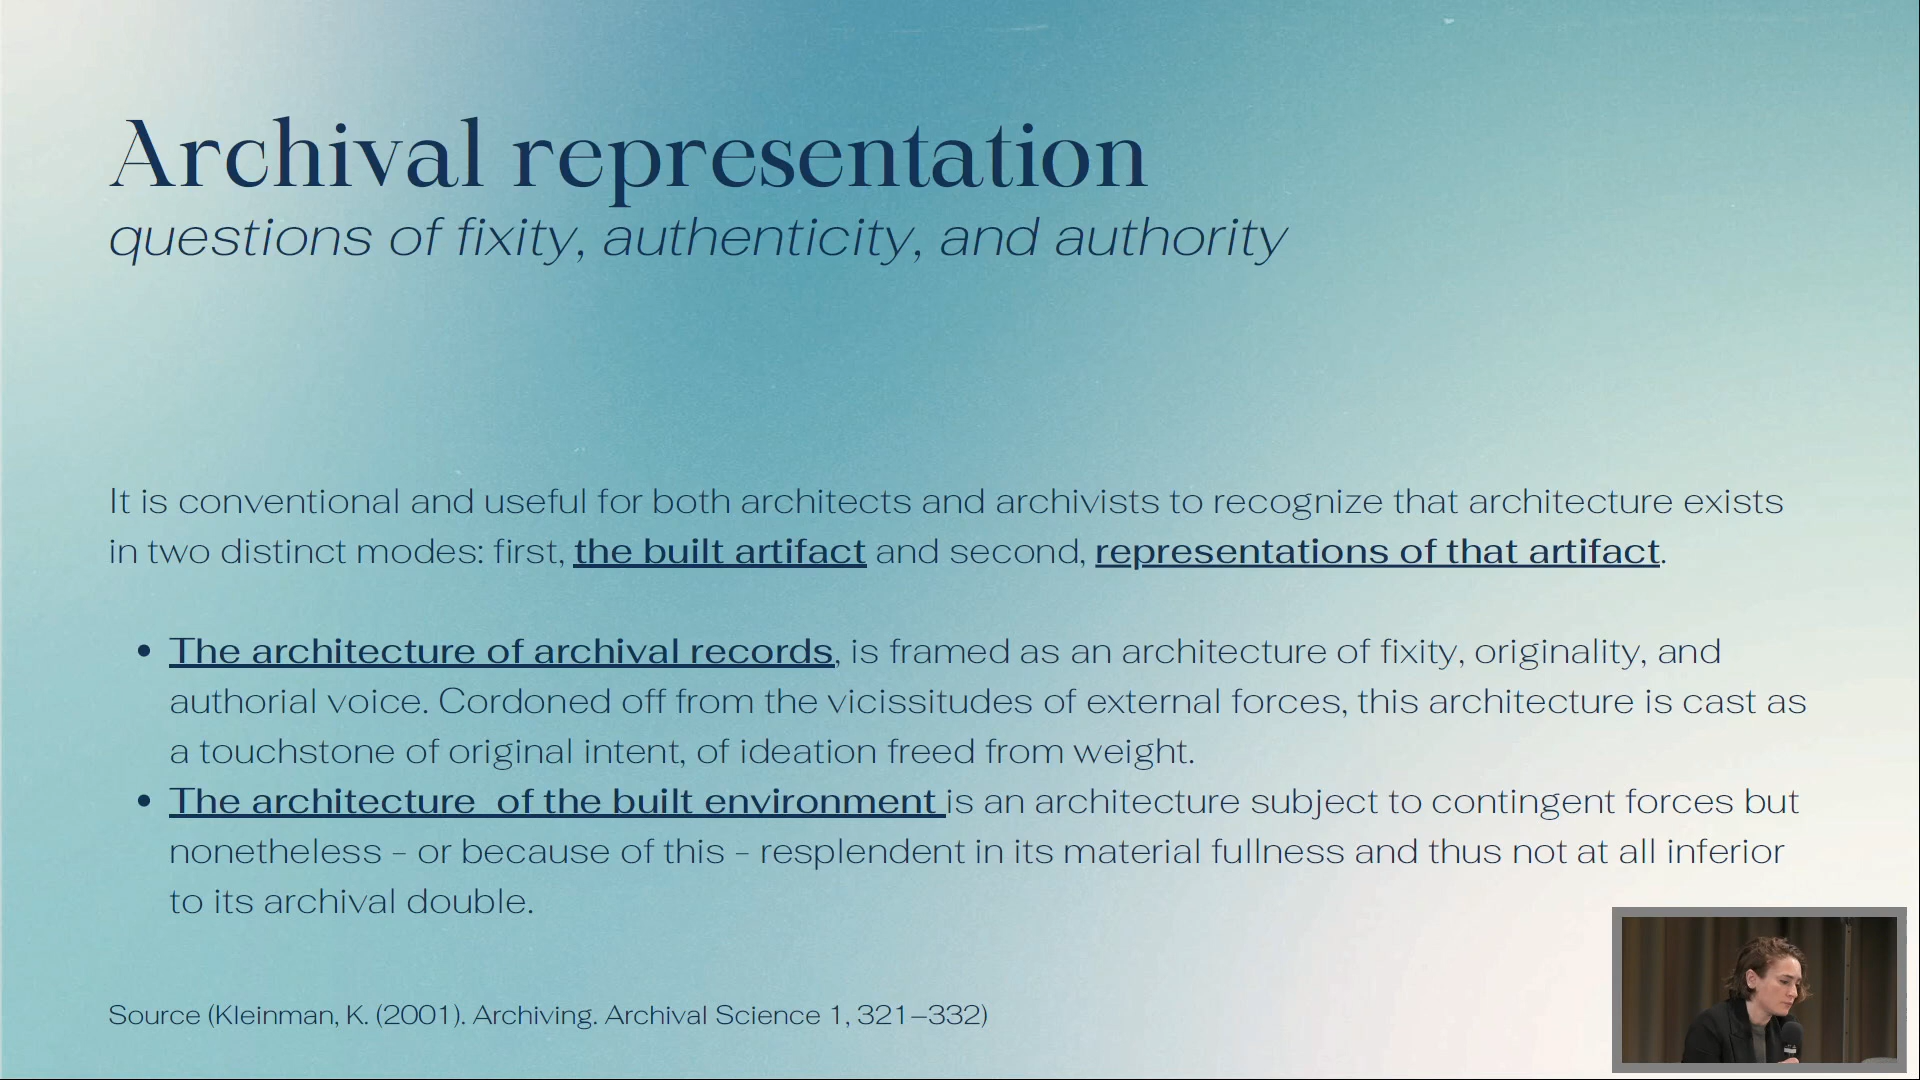 Archival representation
questions of fixity, authenticity, and authority
It is conventional and useful for both architects and archivists to recognize that architecture exists
in two distinct modes: first, the built artifact and second, representations of that artifact.
• The architecture of archival records, is framed as an architecture of fixity, originality, and
authorial voice. Cordoned off from the vicissitudes of external forces, this architecture is cast as
a touchstone of original intent, of ideation freed from weight.
• The architecture  of the built environment is an architecture subject to contingent forces but
nonetheless – or because of this – resplendent in its material fullness and thus not at all inferior
to its archival double.
Source (Kleinman, K. (2001). Archiving. Archival Science 1, 321–332)